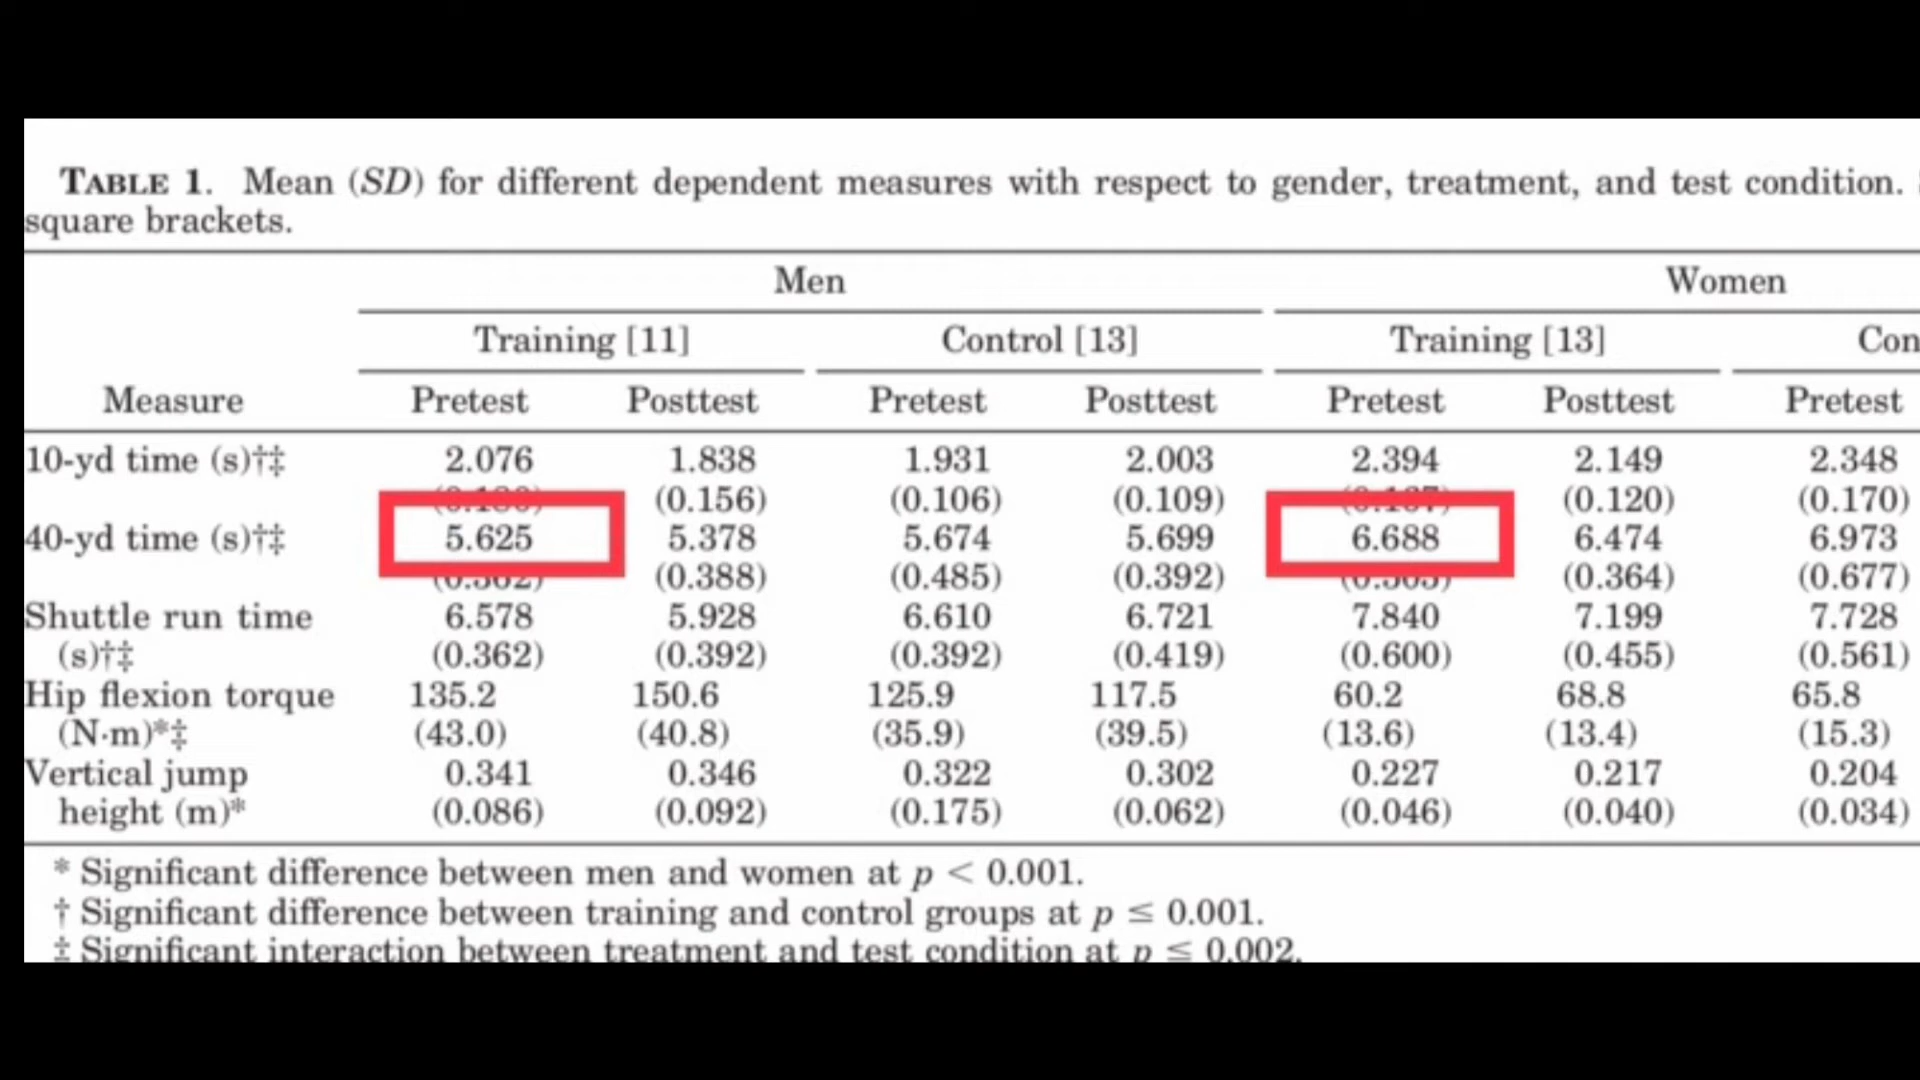 TABLE 1. Mean (SD) for different dependent measures with respect to gender, treatment, and test condition.
square brackets.
Men Women
Training [11] Control [13] Training [13] Con
Measure Pretest Posttest Pretest Posttest Pretest Posttest Pretest
10-yd time (s)†‡ 2.076 1.838 1.931 2.003 2.394 2.149 2.348
(0.156) (0.106) (0.109) (0.120) (0.170)
40-yd time (s)†‡ 5.625 5.378 5.674 5.699 6.688 6.474 6.973
(0.388) (0.485) (0.392) (0.364) (0.677)
Shuttle run time 6.578 5.928 6.610 6.721 7.840 7.199 7.728
(s)†‡ (0.362) (0.392) (0.392) (0.419) (0.600) (0.455) (0.561)
Hip flexion torque 135.2 150.6 125.9 117.5 60.2 68.8 65.8
(N·m)*‡ (43.0) (40.8) (35.9) (39.5) (13.6) (13.4) (15.3)
Vertical jump 0.341 0.346 0.322 0.302 0.227 0.217 0.204
height (m)* (0.086) (0.092) (0.175) (0.062) (0.046) (0.040) (0.034)
* Significant difference between men and women at p < 0.001.
† Significant difference between training and control groups at p ≤ 0.001.
‡ Significant interaction between treatment and test condition at p ≤ 0.002.